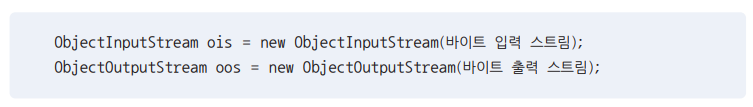 ObjectInputStream ois = new ObjectInputStream(바이트 입력 스트림);
ObjectOutputStream oos = new ObjectOutputStream(바이트 출력 스트림);